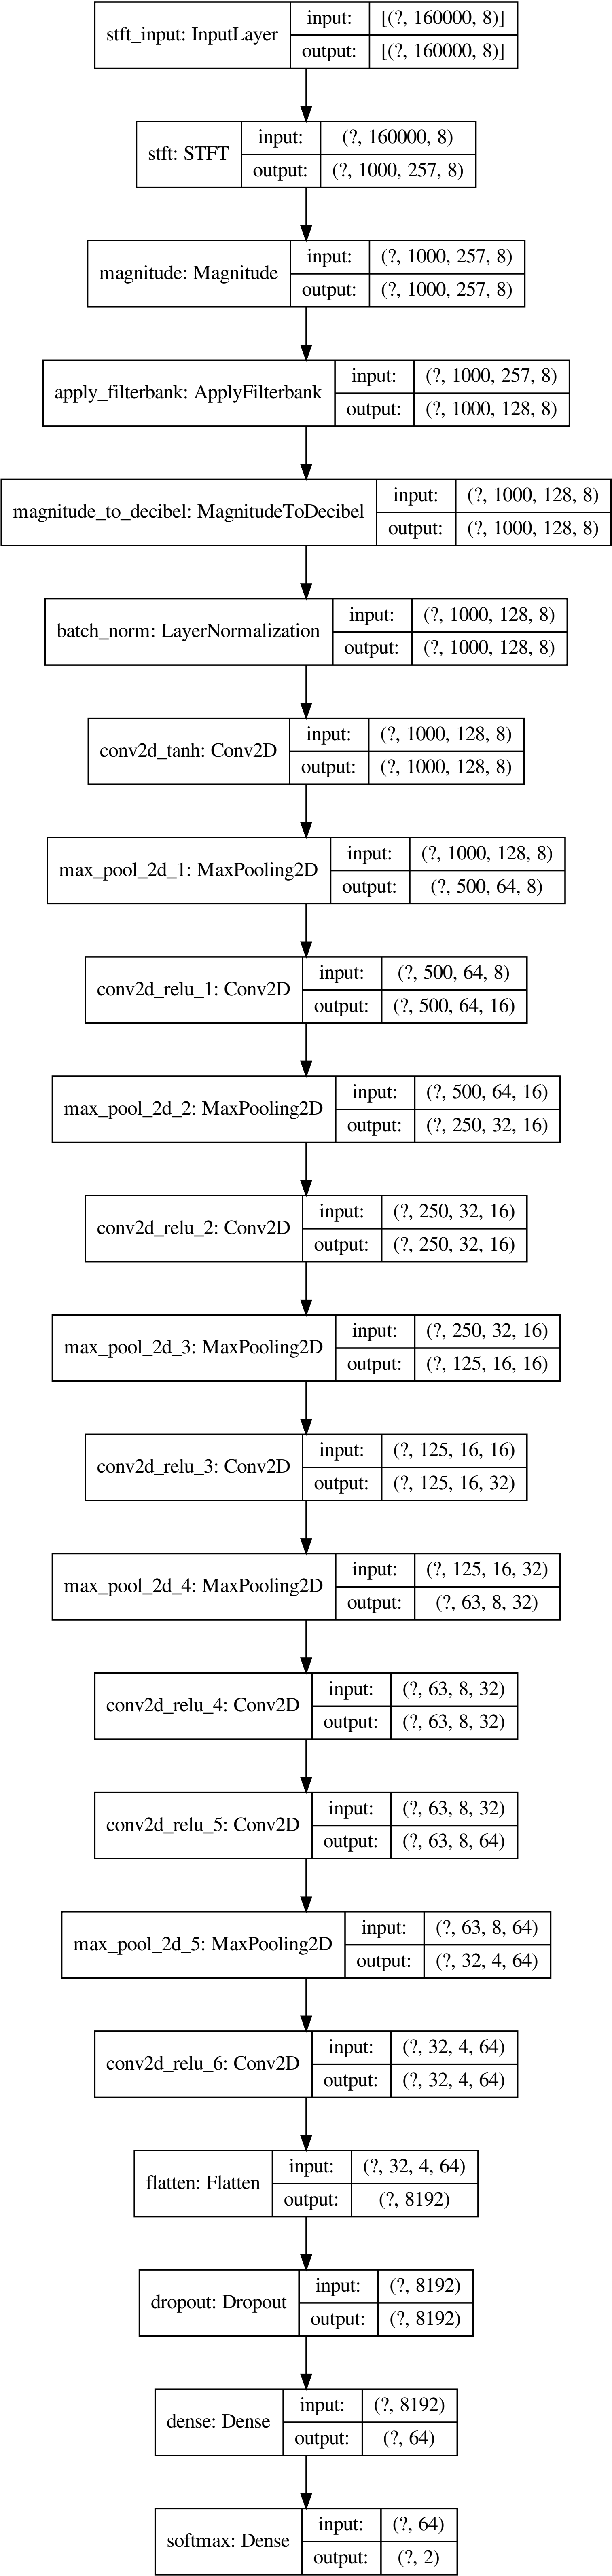 stft_input: InputLayer
input: [(?, 160000, 8)]
output: [(?, 160000, 8)]
stft: STFT
input: (?, 160000, 8)
output: (?, 1000, 257, 8)
magnitude: Magnitude
input: (?, 1000, 257, 8)
output: (?, 1000, 257, 8)
apply_filterbank: ApplyFilterbank
input: (?, 1000, 257, 8)
output: (?, 1000, 128, 8)
magnitude_to_decibel: MagnitudeToDecibel
input: (?, 1000, 128, 8)
output: (?, 1000, 128, 8)
batch_norm: LayerNormalization
input: (?, 1000, 128, 8)
output: (?, 1000, 128, 8)
conv2d_tanh: Conv2D
input: (?, 1000, 128, 8)
output: (?, 1000, 128, 8)
max_pool_2d_1: MaxPooling2D
input: (?, 1000, 128, 8)
output: (?, 500, 64, 8)
conv2d_relu_1: Conv2D
input: (?, 500, 64, 8)
output: (?, 500, 64, 16)
max_pool_2d_2: MaxPooling2D
input: (?, 500, 64, 16)
output: (?, 250, 32, 16)
conv2d_relu_2: Conv2D
input: (?, 250, 32, 16)
output: (?, 250, 32, 16)
max_pool_2d_3: MaxPooling2D
input: (?, 250, 32, 16)
output: (?, 125, 16, 16)
conv2d_relu_3: Conv2D
input: (?, 125, 16, 16)
output: (?, 125, 16, 32)
max_pool_2d_4: MaxPooling2D
input: (?, 125, 16, 32)
output: (?, 63, 8, 32)
conv2d_relu_4: Conv2D
input: (?, 63, 8, 32)
output: (?, 63, 8, 32)
conv2d_relu_5: Conv2D
input: (?, 63, 8, 32)
output: (?, 63, 8, 64)
max_pool_2d_5: MaxPooling2D
input: (?, 63, 8, 64)
output: (?, 32, 4, 64)
conv2d_relu_6: Conv2D
input: (?, 32, 4, 64)
output: (?, 32, 4, 64)
flatten: Flatten
input: (?, 32, 4, 64)
output: (?, 8192)
dropout: Dropout
input: (?, 8192)
output: (?, 8192)
dense: Dense
input: (?, 8192)
output: (?, 64)
softmax: Dense
input: (?, 64)
output: (?, 2)